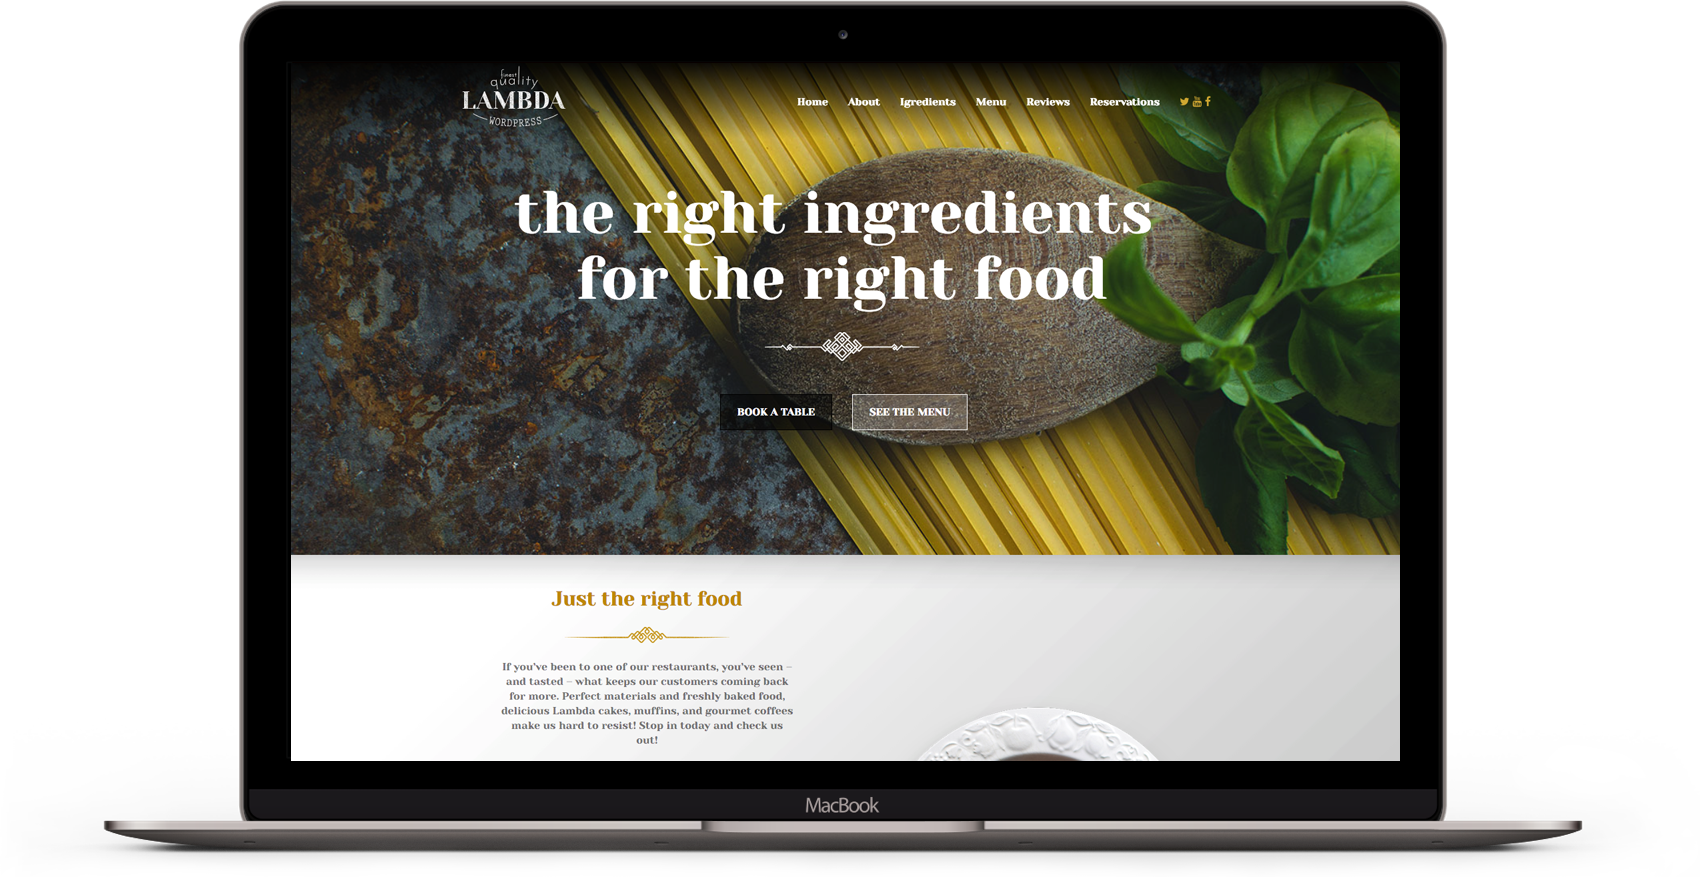 finest
quality
LAMBDA
WORDPRESS
Home About Igredients Menu Reviews Reservations
the right ingredients
for the right food
BOOK A TABLE SEE THE MENU
Just the right food
If you've been to one of our restaurants, you've seen –
and tasted – what keeps our customers coming back
for more. Perfect materials and freshly baked food,
delicious Lambda cakes, muffins, and gourmet coffees
make us hard to resist! Stop in today and check us
out!
MacBook